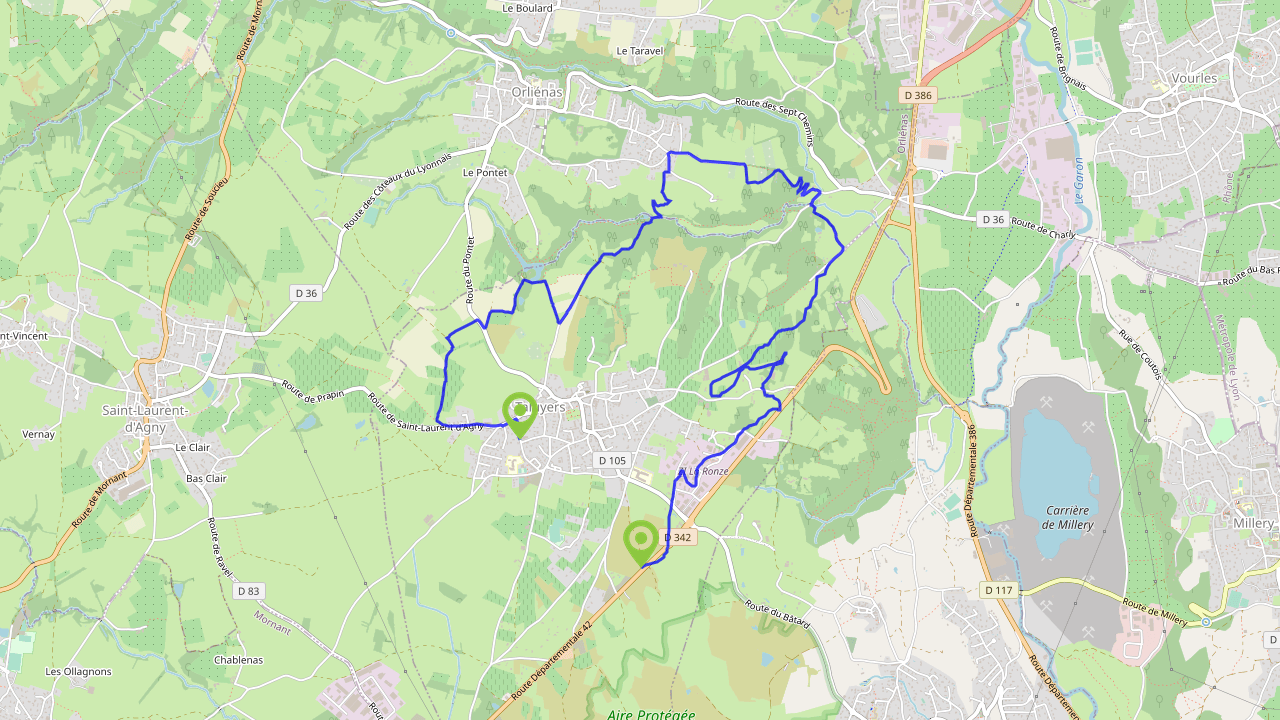 Le Boulard
Route de Mornant
Le Taravel
Route de Brignais
Vourles
Orliénas
D 386
Route des Sept Chemins
Orliénas
Le Garon
Rhône
Le Pontet
Route des Coteaux du Lyonnais
Route de Soucieu
D 36
Route de Charly
Route du Pontet
Route du Bas
D 36
nt-Vincent
Rue de Coutois
Métropole de Lyon
Route de Prapin
Route de Saint-Laurent d'Agny
yers
Saint-Laurent-
d'Agny
Vernay
Le Clair
Bas Clair
D 105
Le Ronze
Route Départementale 386
Route de Mornant
Carrière
de Millery
Millery
Route de Ravel
D 342
D 83
D 117
Mornant
Route du Bâtard
Route de Millery
Route Départementale 42
Chablenas
Les Ollagnons
Route Départemen
Aire Protégée